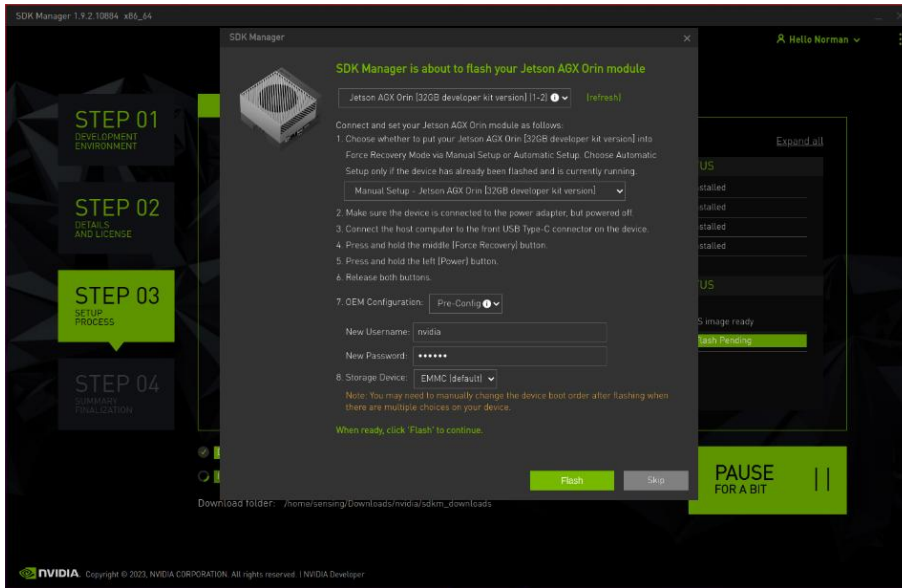 SDK Manager 1.9.2.10884 x86_64
Hello Norman
SDK Manager
SDK Manager is about to flash your Jetson AGX Orin module
Jetson AGX Orin [32GB developer kit version] (1-2)
(refresh)
Connect and set your Jetson AGX Orin module as follows:
1. Choose whether to put your Jetson AGX Orin [32GB developer kit version] into
Force Recovery Mode via Manual Setup or Automatic Setup. Choose Automatic
Setup only if the device has already been flashed and is currently running.
Manual Setup - Jetson AGX Orin [32GB developer kit version]
2. Make sure the device is connected to the power adapter, but powered off.
3. Connect the host computer to the front USB Type-C connector on the device.
4. Press and hold the middle (Force Recovery) button.
5. Press and hold the left (Power) button.
6. Release both buttons.
7. OEM Configuration: Pre-Config
New Username: nvidia
New Password: ••••••
8. Storage Device: EMMC (default)
Note: You may need to manually change the device boot order after flashing when
there are multiple choices on your device.
When ready, click 'Flash' to continue.
Flash
Skip
STEP 01
DEVELOPMENT
ENVIRONMENT
STEP 02
DETAILS
AND LICENSE
STEP 03
SETUP
PROCESS
STEP 04
SUMMARY
FINALIZATION
Expand all
US
stalled
stalled
stalled
stalled
US
S image ready
lash Pending
PAUSE
FOR A BIT
Download folder: /home/sensing/Downloads/nvidia/sdkm_downloads
NVIDIA. Copyright © 2023, NVIDIA CORPORATION. All rights reserved. | NVIDIA Developer